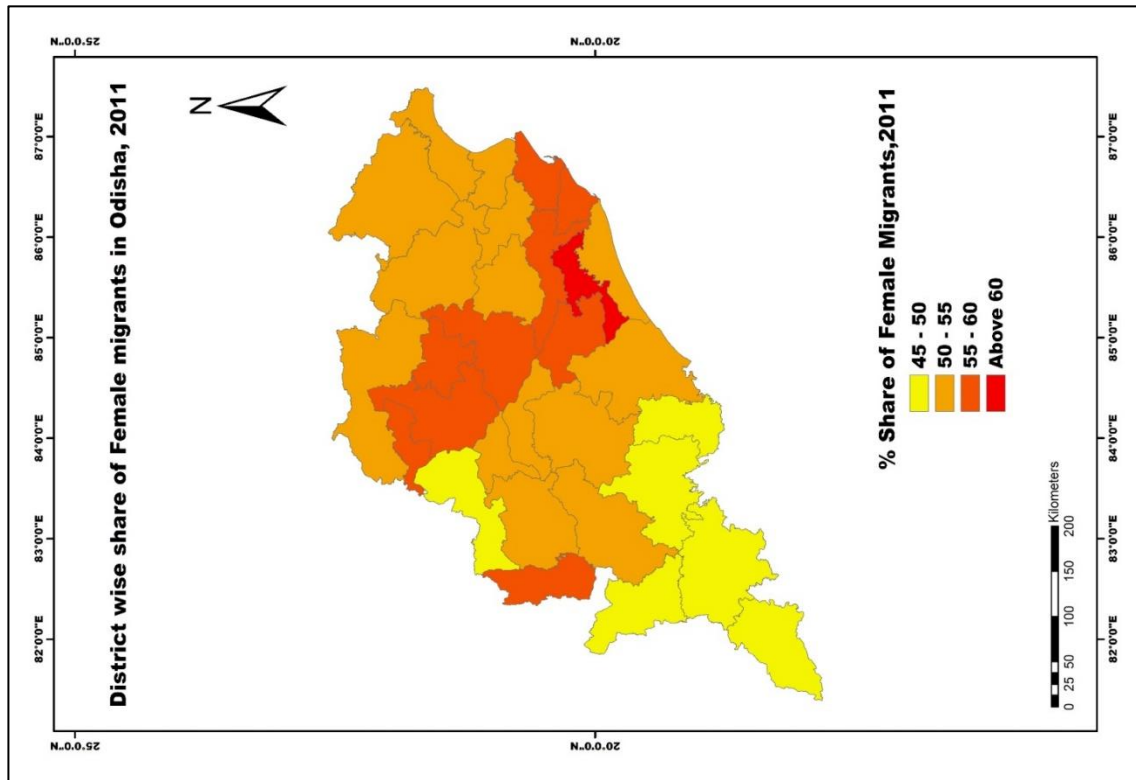 82°0'0"E 83°0'0"E 84°0'0"E 85°0'0"E 86°0'0"E 87°0'0"E
25°0'0"N 25°0'0"N
District wise share of Female migrants in Odisha, 2011
N
20°0'0"N 20°0'0"N
% Share of Female Migrants,2011
45 - 50
50 - 55
55 - 60
Above 60
Kilometers
0 25 50 100 150 200
82°0'0"E 83°0'0"E 84°0'0"E 85°0'0"E 86°0'0"E 87°0'0"E